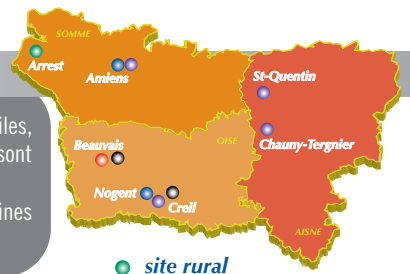 SOMME
Arrest
Amiens
St-Quentin
iles,
sont
Beauvais
OISE
Chauny-Tergnier
Nogent
Creil
ines
AISNE
site rural